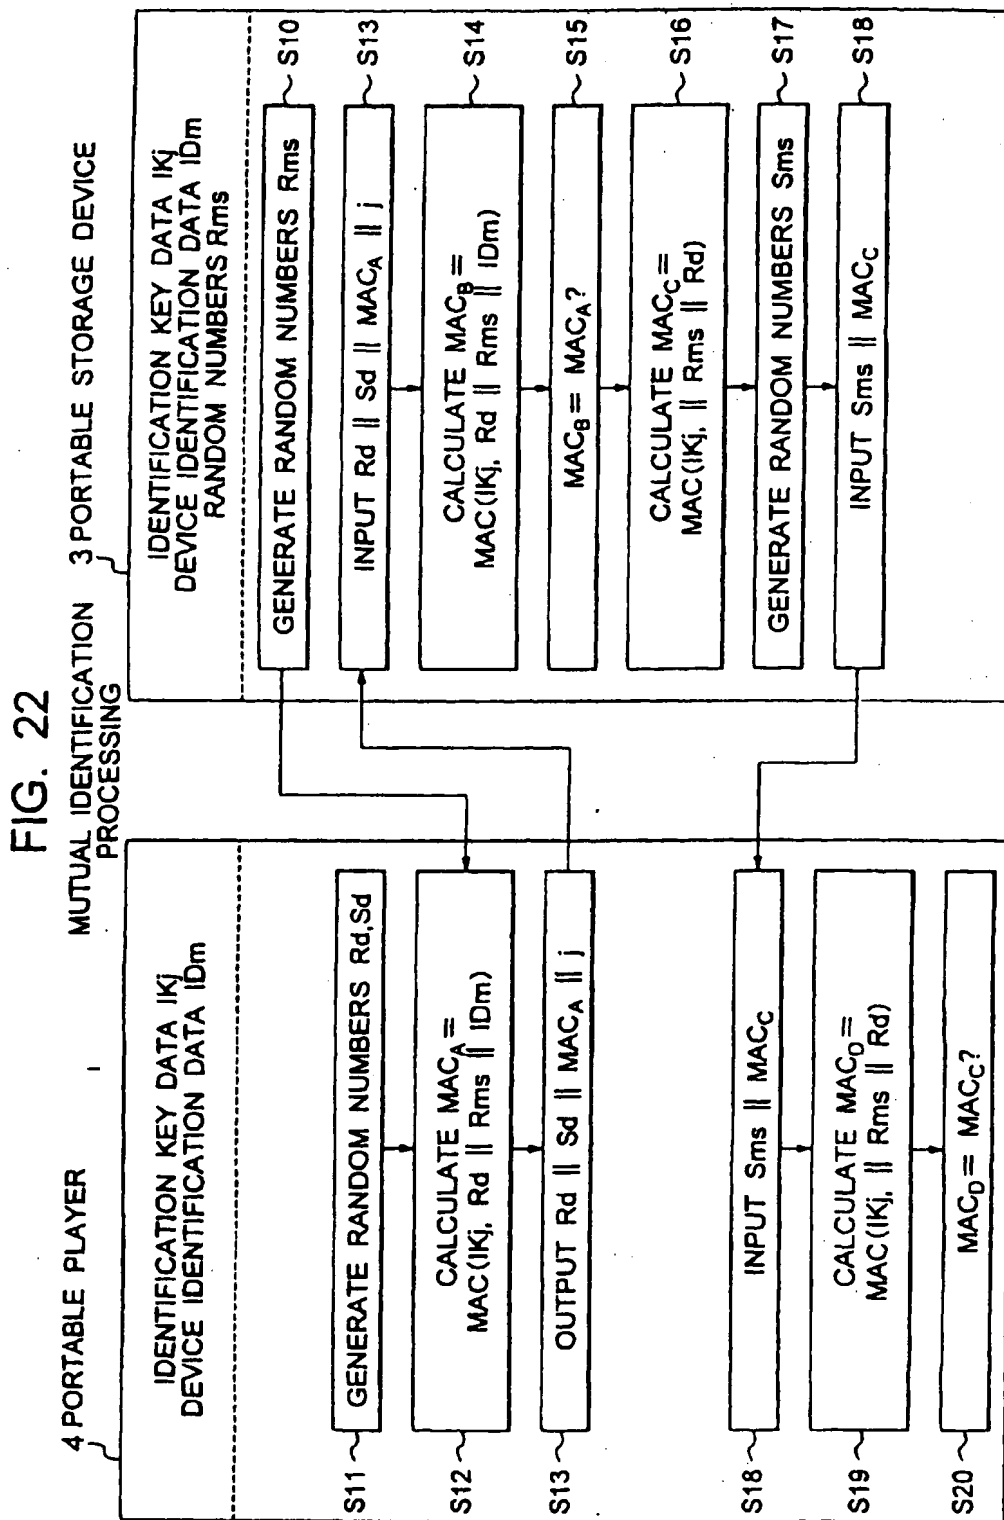 FIG. 22
MUTUAL IDENTIFICATION
PROCESSING
4 PORTABLE PLAYER
IDENTIFICATION KEY DATA IKj
DEVICE IDENTIFICATION DATA IDm
S11
GENERATE RANDOM NUMBERS Rd,Sd
S12
CALCULATE MACA =
MAC(IKj, Rd || Rms || IDm)
S13
OUTPUT Rd || Sd || MACA || j
S18
INPUT Sms || MACC
S19
CALCULATE MACD =
MAC(IKj, || Rms || Rd)
S20
MACD = MACC?
3 PORTABLE STORAGE DEVICE
IDENTIFICATION KEY DATA IKj
DEVICE IDENTIFICATION DATA IDm
RANDOM NUMBERS Rms
GENERATE RANDOM NUMBERS Rms
S10
INPUT Rd || Sd || MACA || j
S13
CALCULATE MACB =
MAC(IKj, Rd || Rms || IDm)
S14
MACB = MACA?
S15
CALCULATE MACC =
MAC(IKj, || Rms || Rd)
S16
GENERATE RANDOM NUMBERS Sms
S17
INPUT Sms || MACC
S18